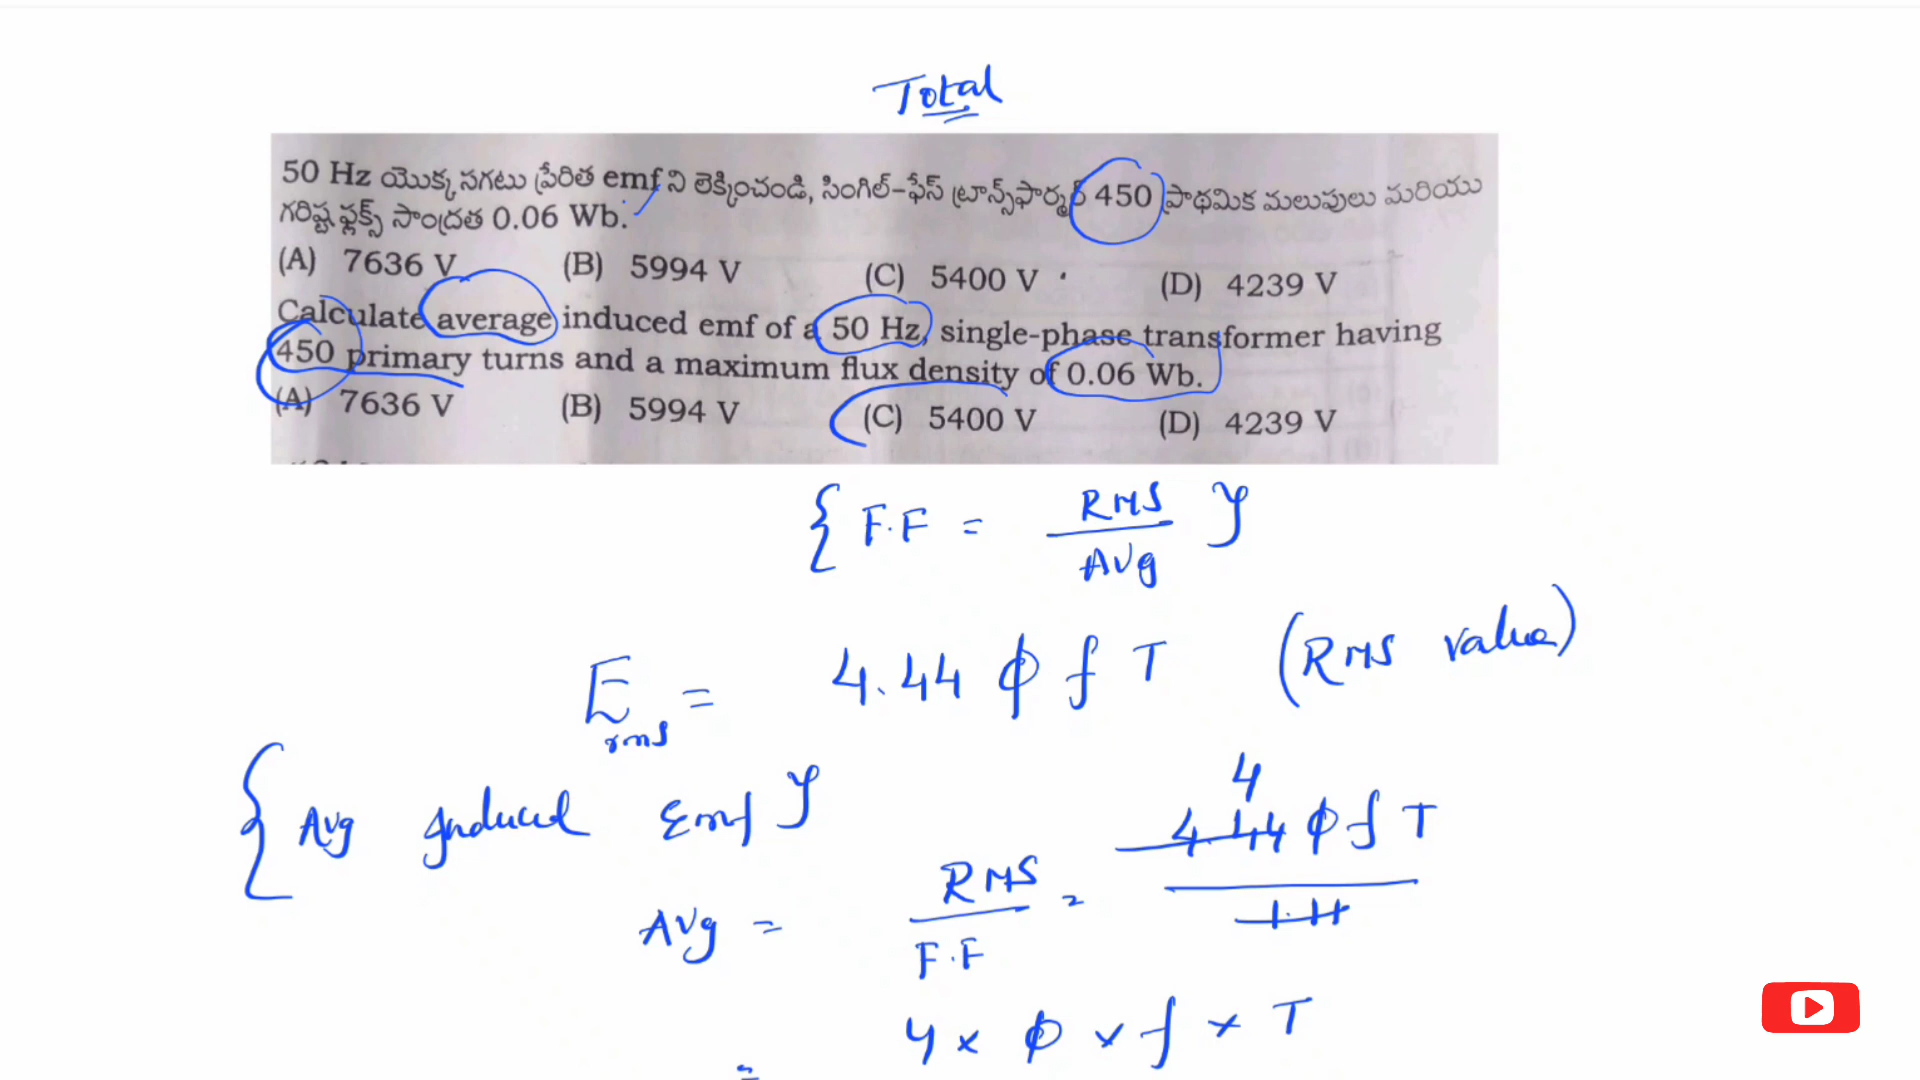 Total
50 Hz యొక్క సగటు ప్రేరిత emf ని లెక్కించండి, సింగిల్-ఫేస్ ట్రాన్స్‌ఫార్మర్ 450 ప్రాథమిక మలుపులు మరియు
గరిష్ట ఫ్లక్స్ సాంద్రత 0.06 Wb.
(A) 7636 V (B) 5994 V (C) 5400 V (D) 4239 V
Calculate average induced emf of a 50 Hz, single-phase transformer having
450 primary turns and a maximum flux density of 0.06 Wb.
(A) 7636 V (B) 5994 V (C) 5400 V (D) 4239 V
{ F.F = RMS / Avg }
E rms = 4.44 φ f T (RMS value)
{ Avg Induced Emf }
4
Avg = RMS / F.F = 4.44 φ f T / 1.11
= 4 × φ × f × T